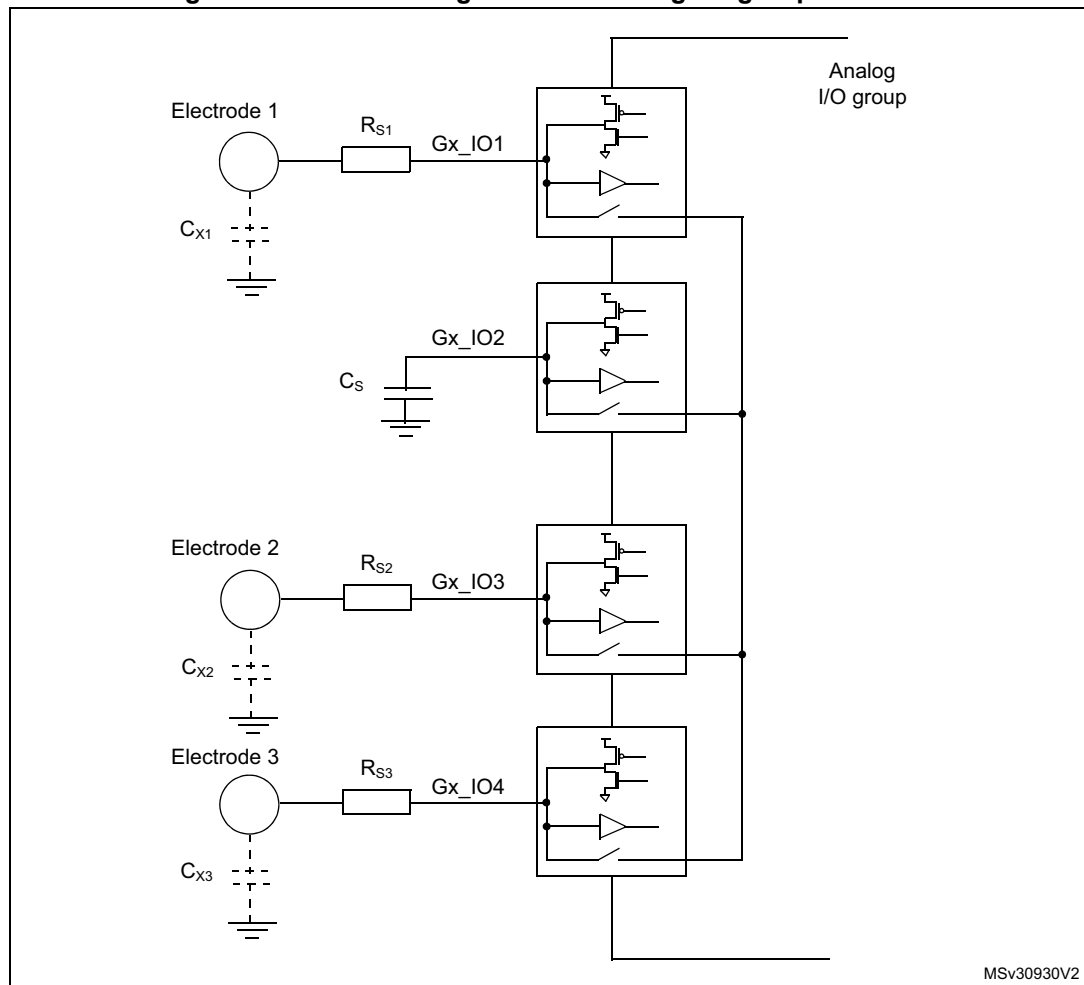 Analog
I/O group
Electrode 1
RS1
Gx_IO1
CX1
Gx_IO2
CS
Electrode 2
RS2
Gx_IO3
CX2
Electrode 3
RS3
Gx_IO4
CX3
MSv30930V2